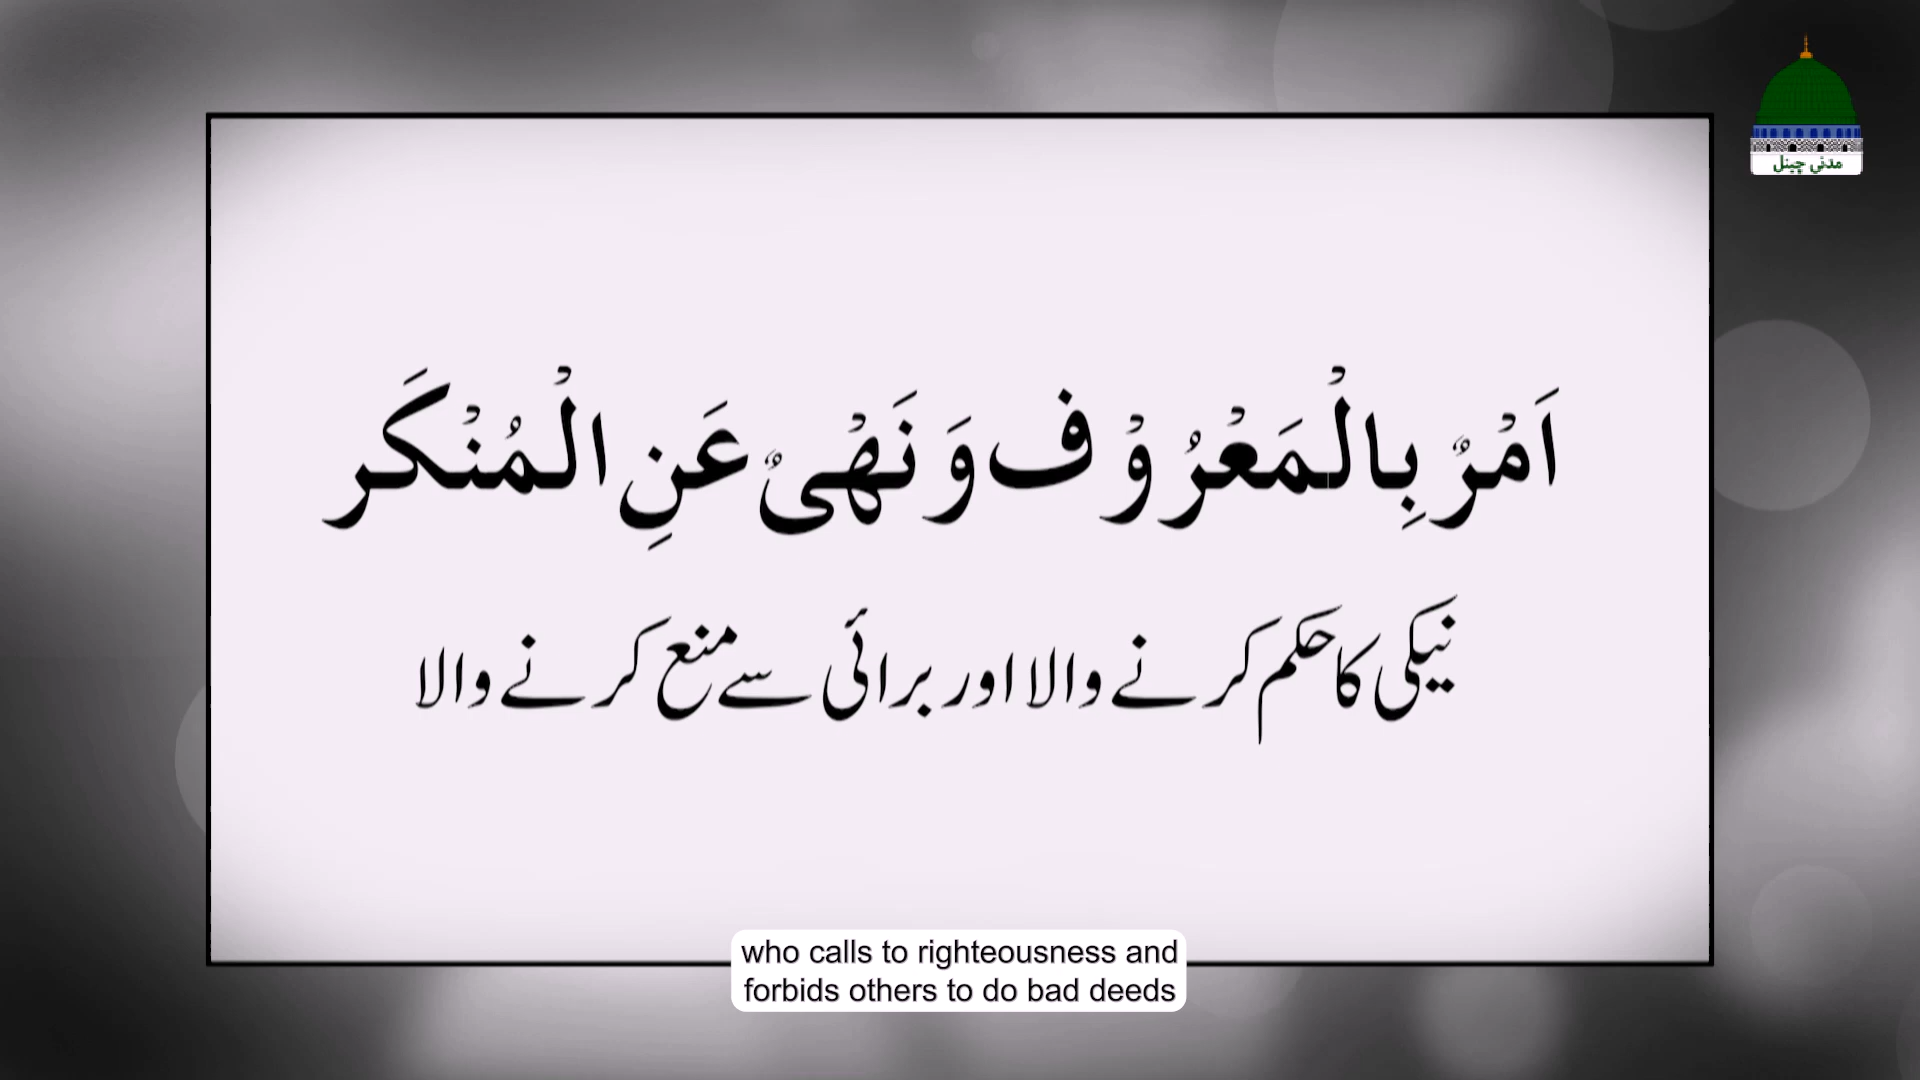 مدنی چینل
اَمْرٌ بِالْمَعْرُوْف وَ نَهْیٌ عَنِ الْمُنْكَر
نیکی کا حکم کرنے والا اور برائی سے منع کرنے والا
who calls to righteousness and
forbids others to do bad deeds